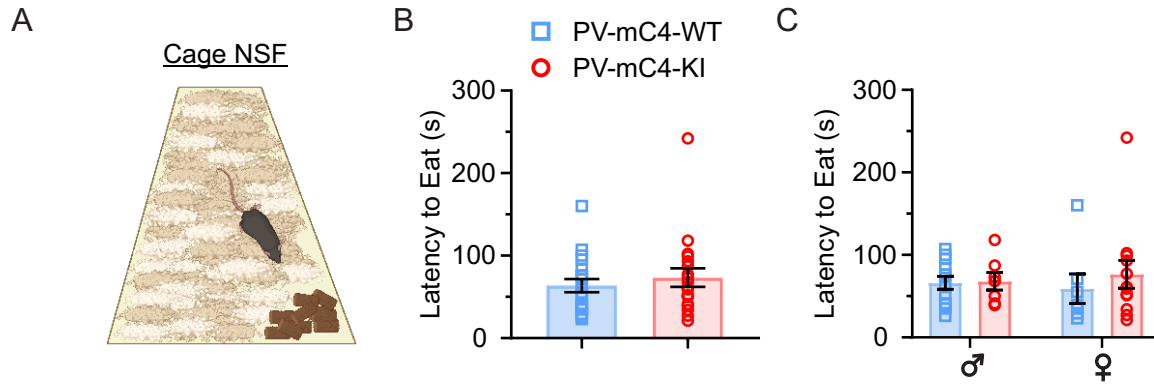 A
Cage NSF
B
PV-mC4-WT
PV-mC4-KI
Latency to Eat (s)
300
200
100
0
C
Latency to Eat (s)
300
200
100
0
♂ ♀